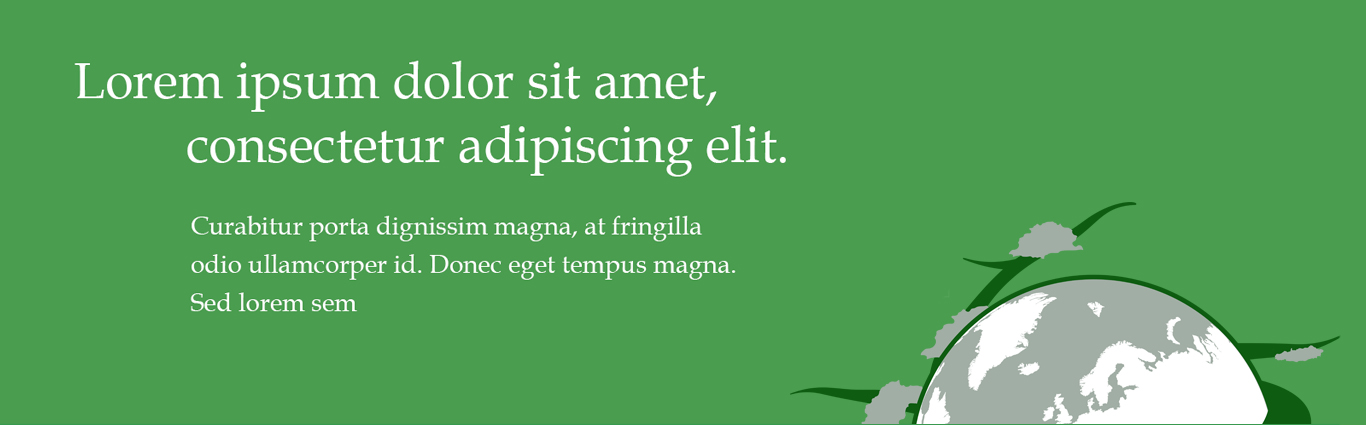 Lorem ipsum dolor sit amet,
consectetur adipiscing elit.
Curabitur porta dignissim magna, at fringilla
odio ullamcorper id. Donec eget tempus magna.
Sed lorem sem